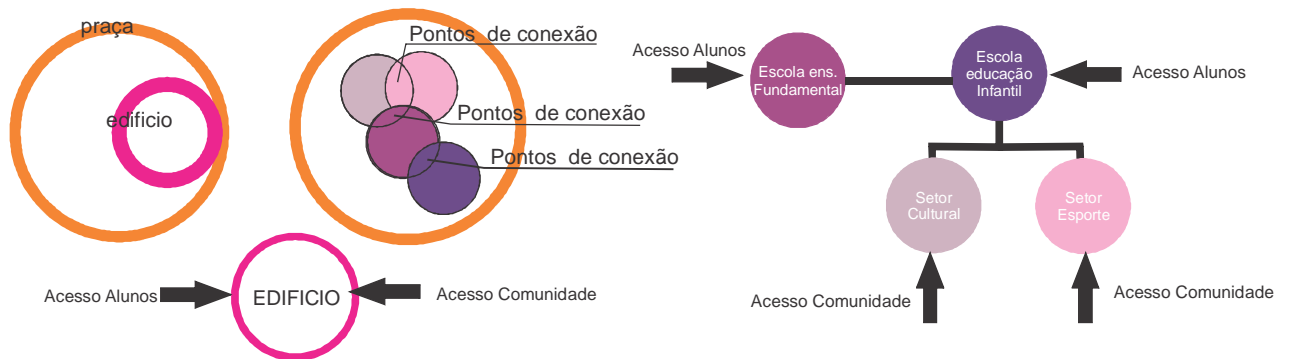 praça
edificio
Pontos de conexão
Pontos de conexão
Pontos de conexão
Acesso Alunos
EDIFICIO
Acesso Comunidade
Acesso Alunos
Escola ens.
Fundamental
Escola
educação
Infantil
Acesso Alunos
Setor
Cultural
Setor
Esporte
Acesso Comunidade
Acesso Comunidade